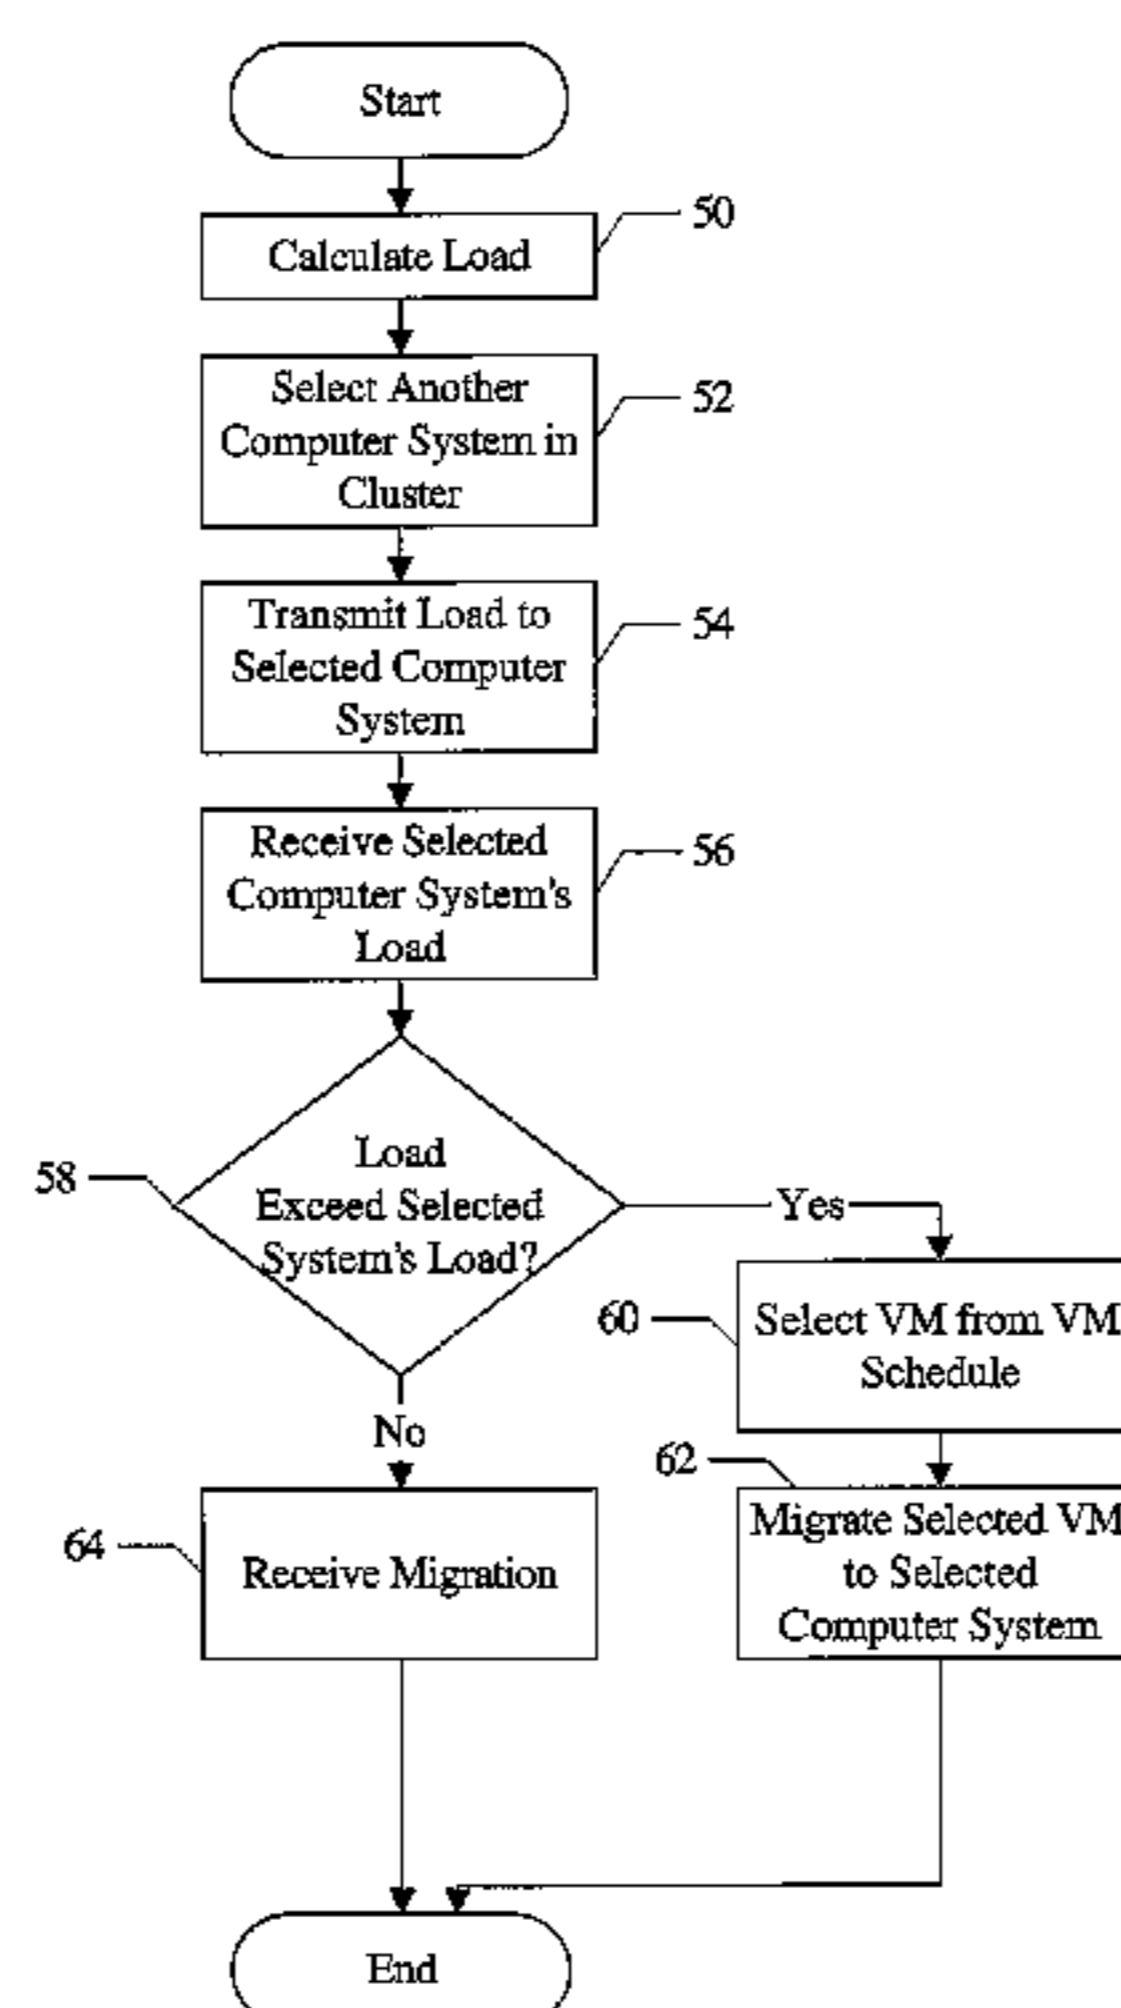 Start
50
Calculate Load
52
Select Another
Computer System in
Cluster
54
Transmit Load to
Selected Computer
System
56
Receive Selected
Computer System's
Load
58
Load
Exceed Selected
System's Load?
Yes
60
Select VM from VM
Schedule
No
62
Migrate Selected VM
to Selected
Computer System
64
Receive Migration
End